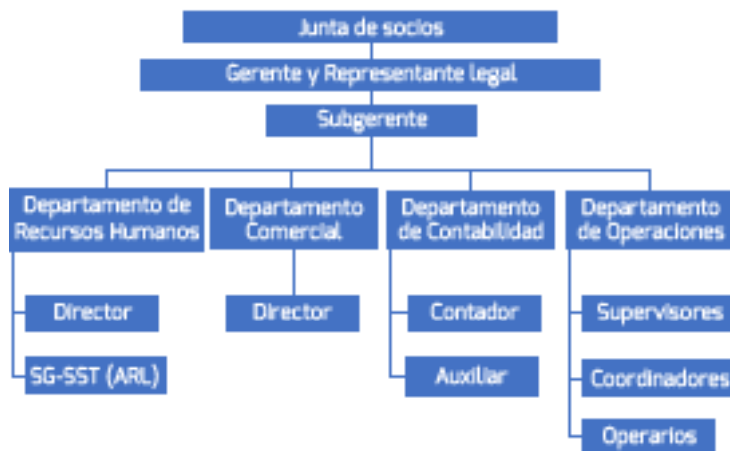 Junta de socios
Gerente y Representante legal
Subgerente
Departamento de
Recursos Humanos
Departamento
Comercial
Departamento
de Contabilidad
Departamento
de Operaciones
Director
Director
Contador
Supervisores
SG-SST (ARL)
Auxiliar
Coordinadores
Operarios